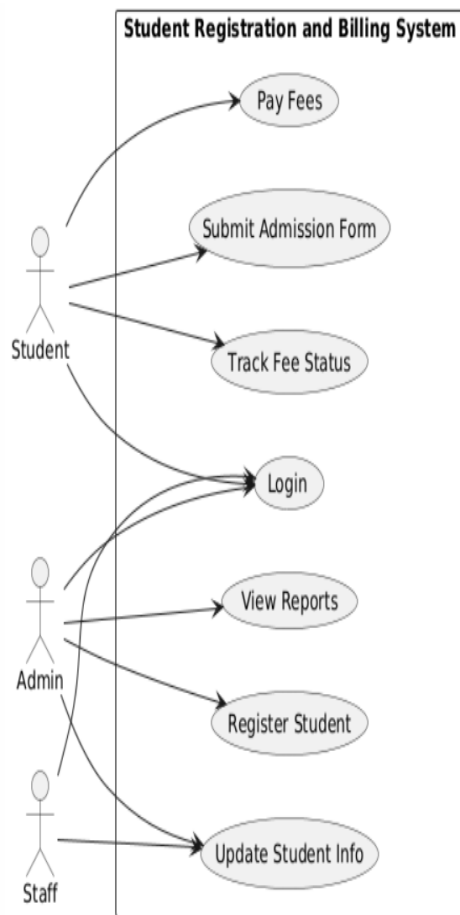 Student Registration and Billing System
Pay Fees
Submit Admission Form
Student
Track Fee Status
Login
View Reports
Admin
Register Student
Update Student Info
Staff